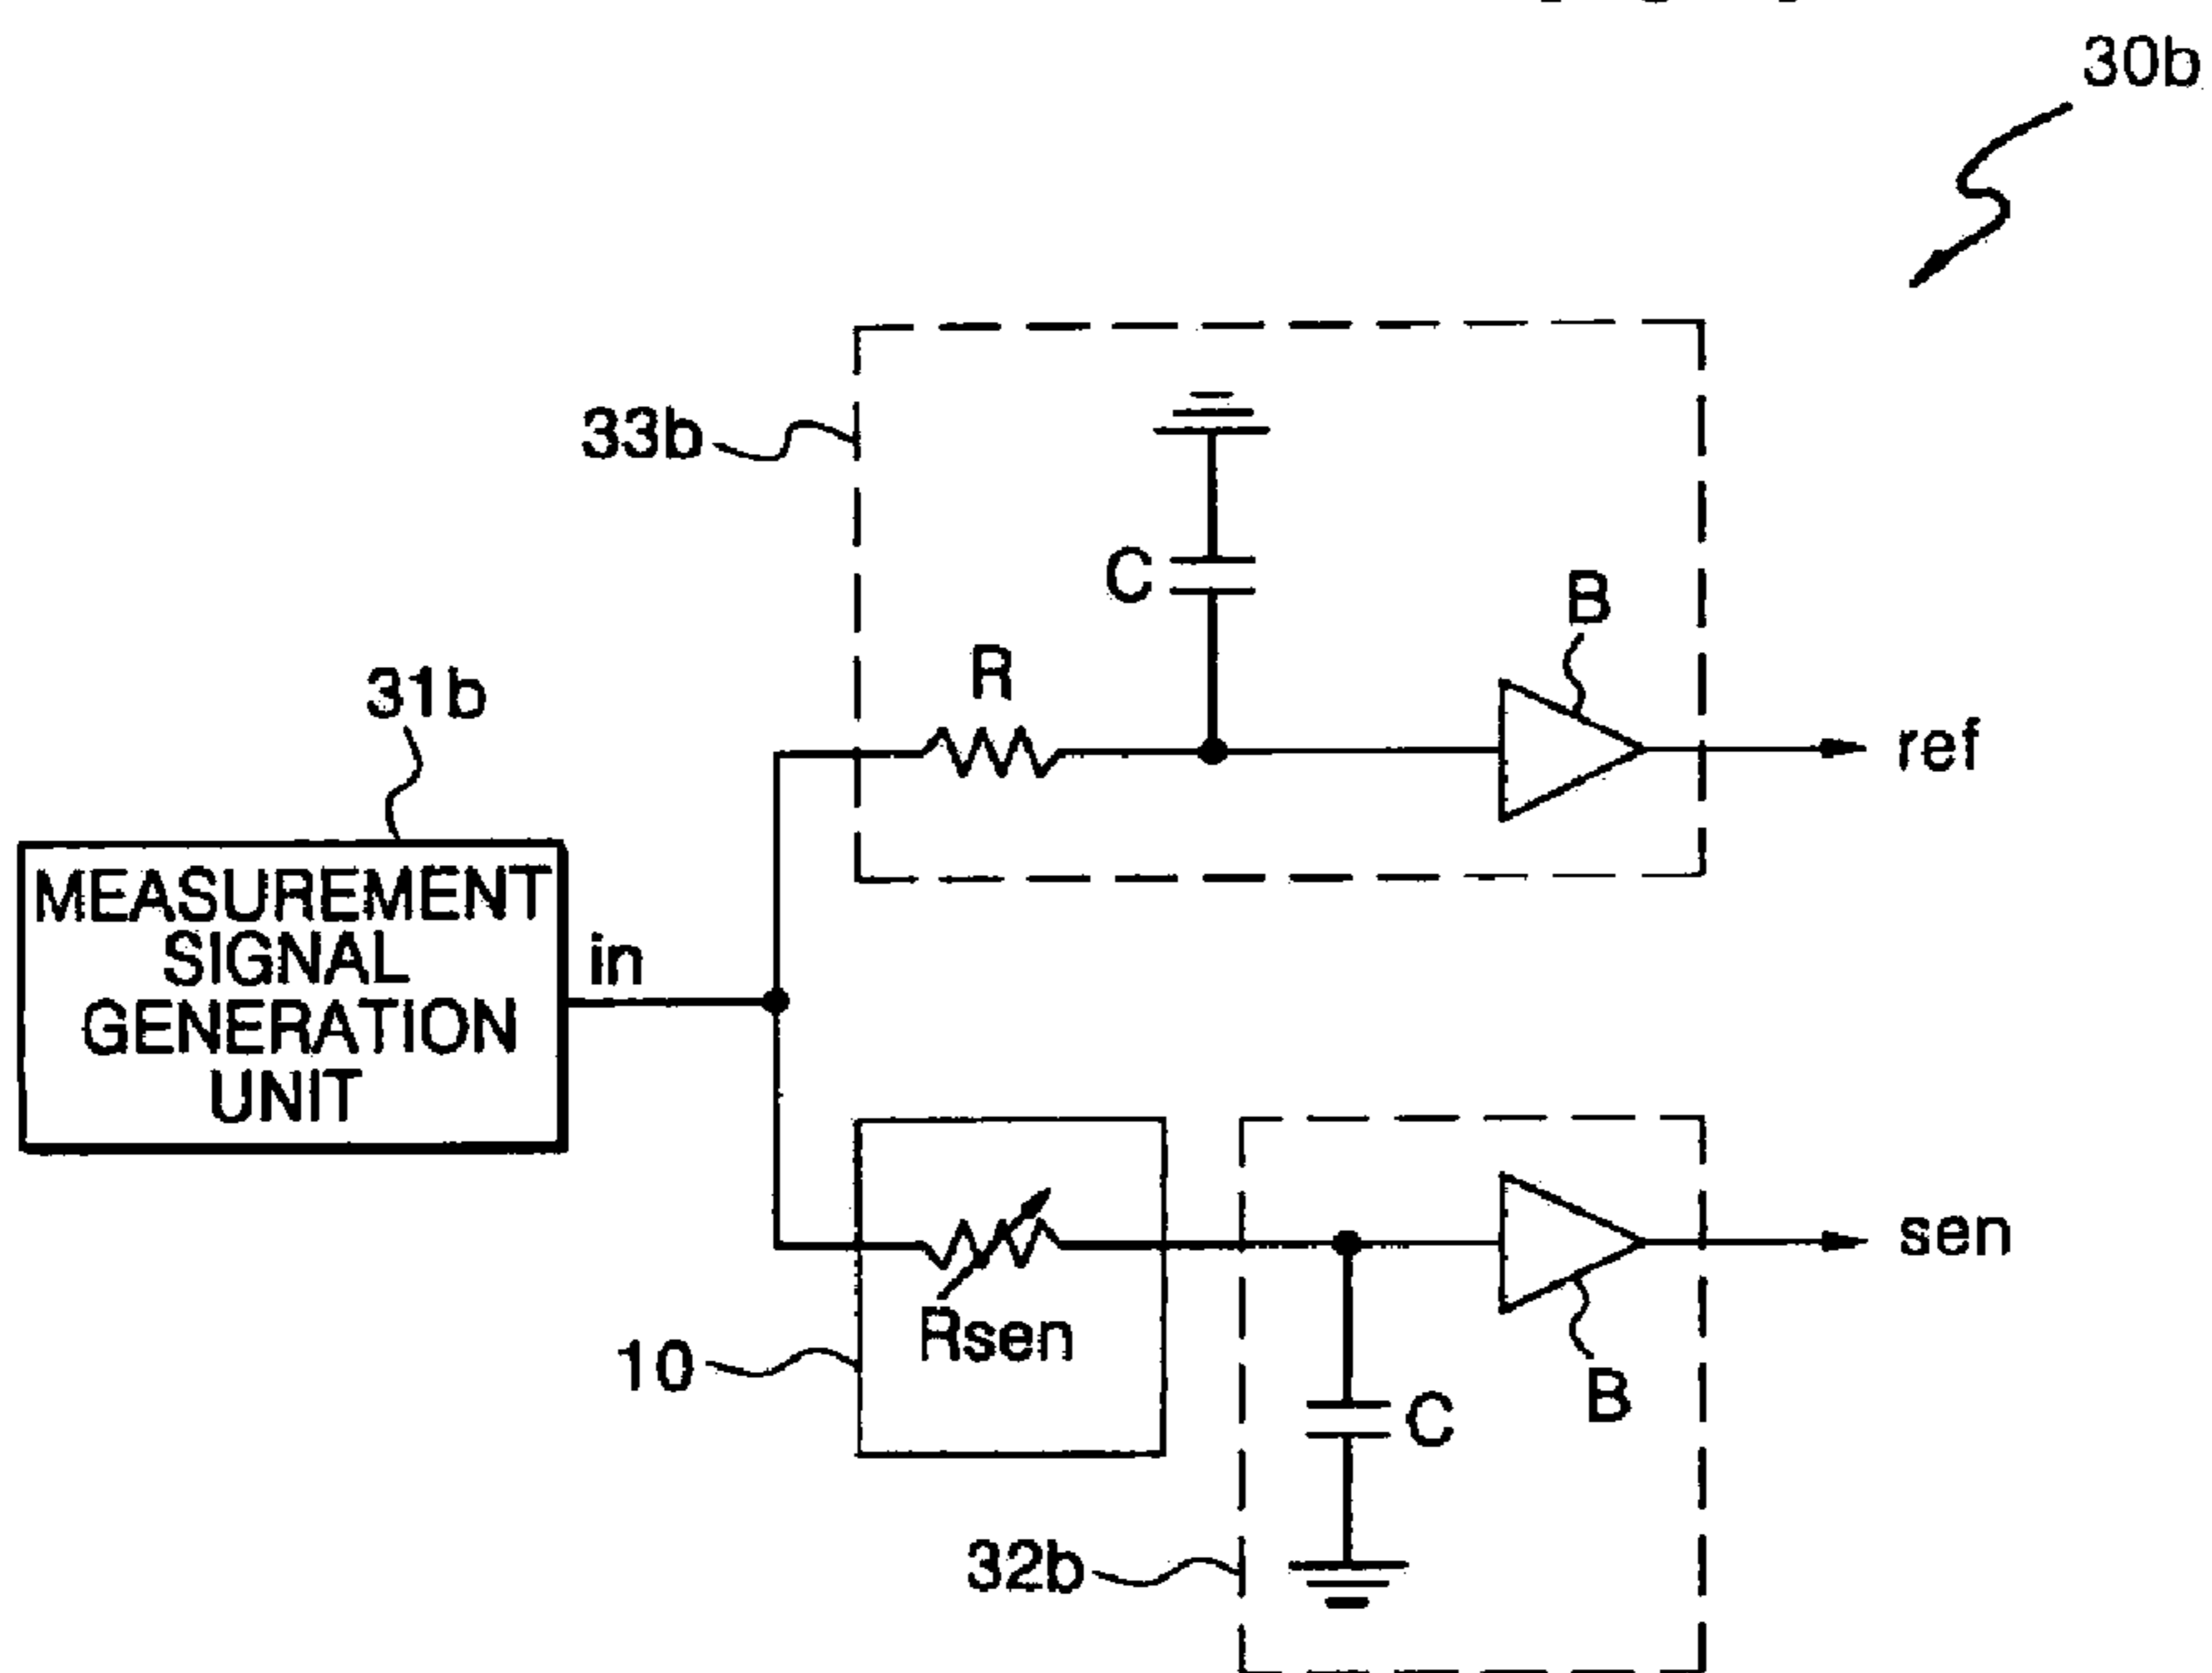 30b
33b
C
B
R
31b
ref
MEASUREMENT
SIGNAL
GENERATION
UNIT
in
sen
Rsen
10
C
B
32b